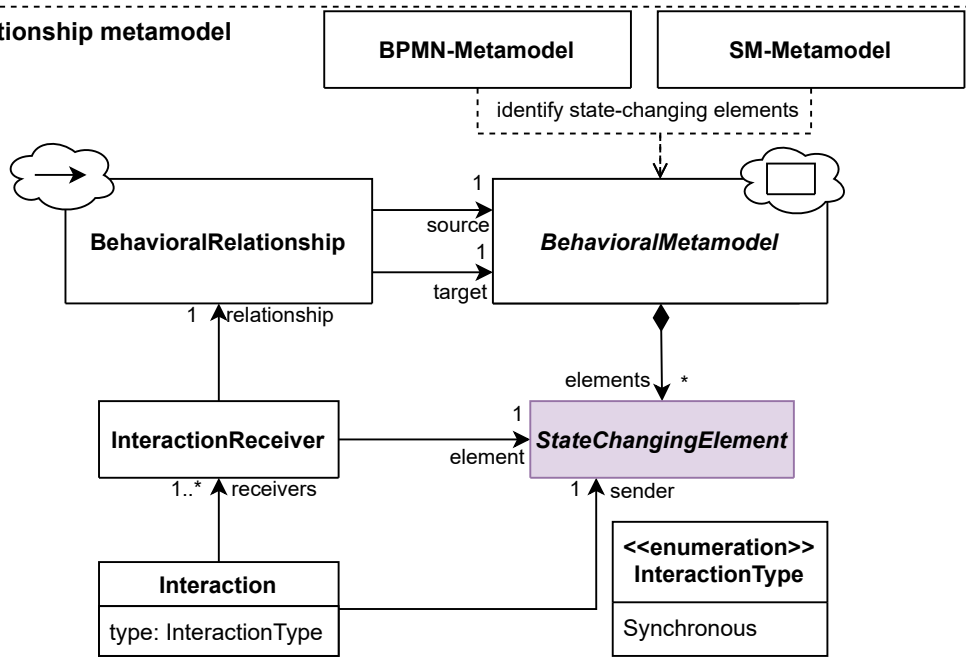 tionship metamodel
BPMN-Metamodel
SM-Metamodel
identify state-changing elements
BehavioralRelationship
1
source
1
target
BehavioralMetamodel
1 relationship
elements *
InteractionReceiver
1
element
StateChangingElement
1..* receivers
1 sender
<<enumeration>>
InteractionType
Synchronous
Interaction
type: InteractionType